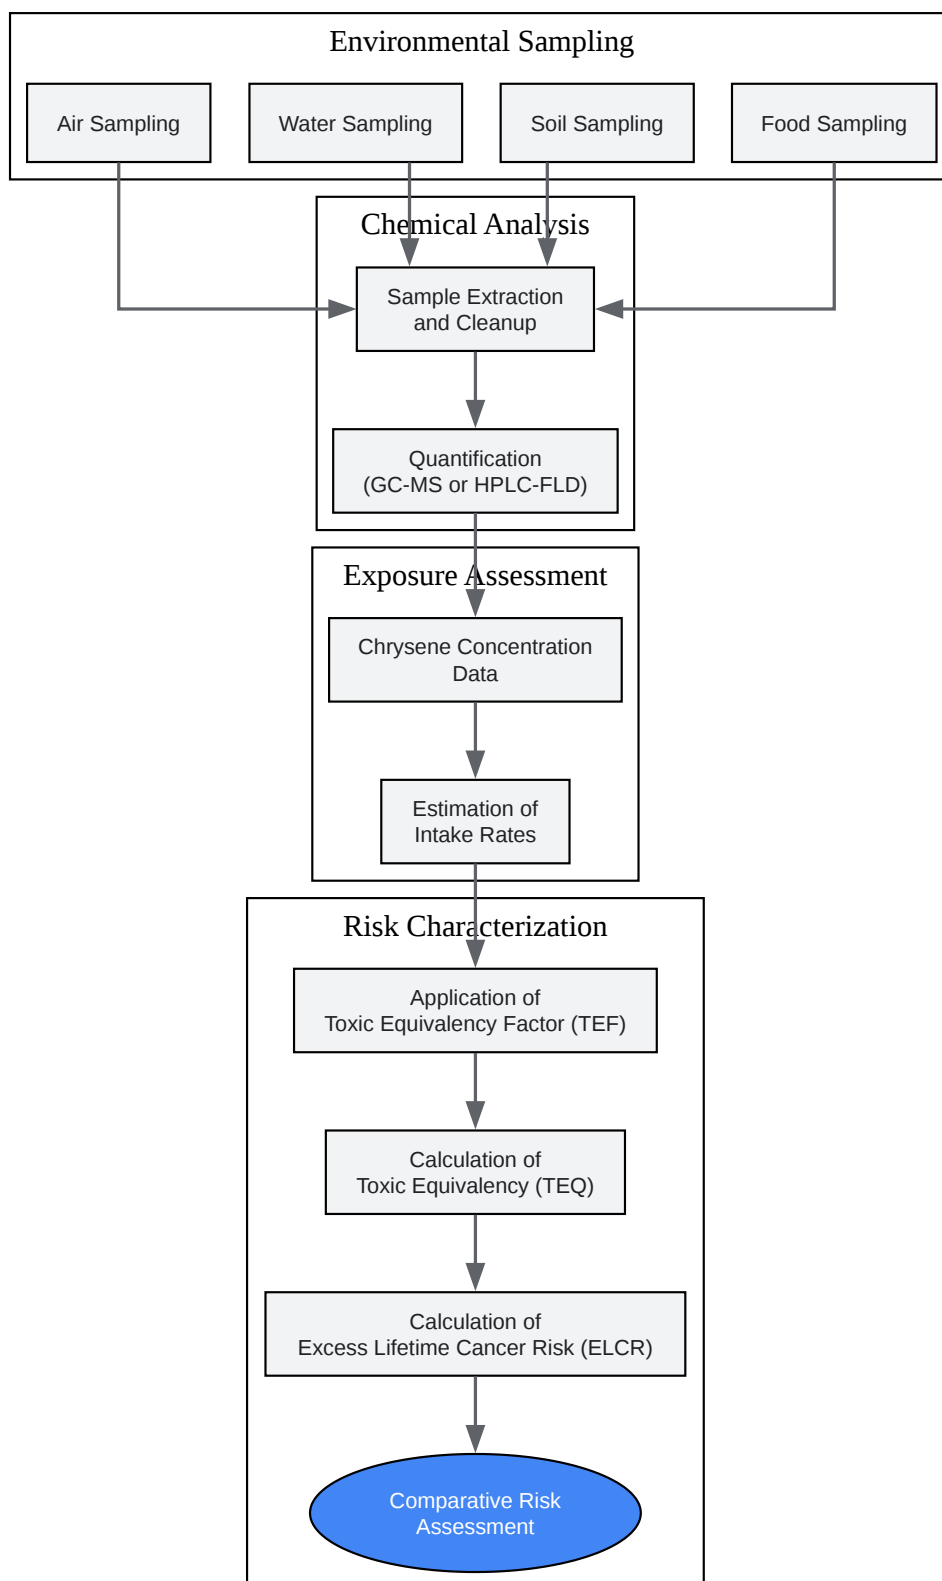 Environmental Sampling
Air Sampling
Water Sampling
Soil Sampling
Food Sampling
Chemical Analysis
Sample Extraction
and Cleanup
Quantification
(GC-MS or HPLC-FLD)
Exposure Assessment
Chrysene Concentration
Data
Estimation of
Intake Rates
Risk Characterization
Application of
Toxic Equivalency Factor (TEF)
Calculation of
Toxic Equivalency (TEQ)
Calculation of
Excess Lifetime Cancer Risk (ELCR)
Comparative Risk
Assessment